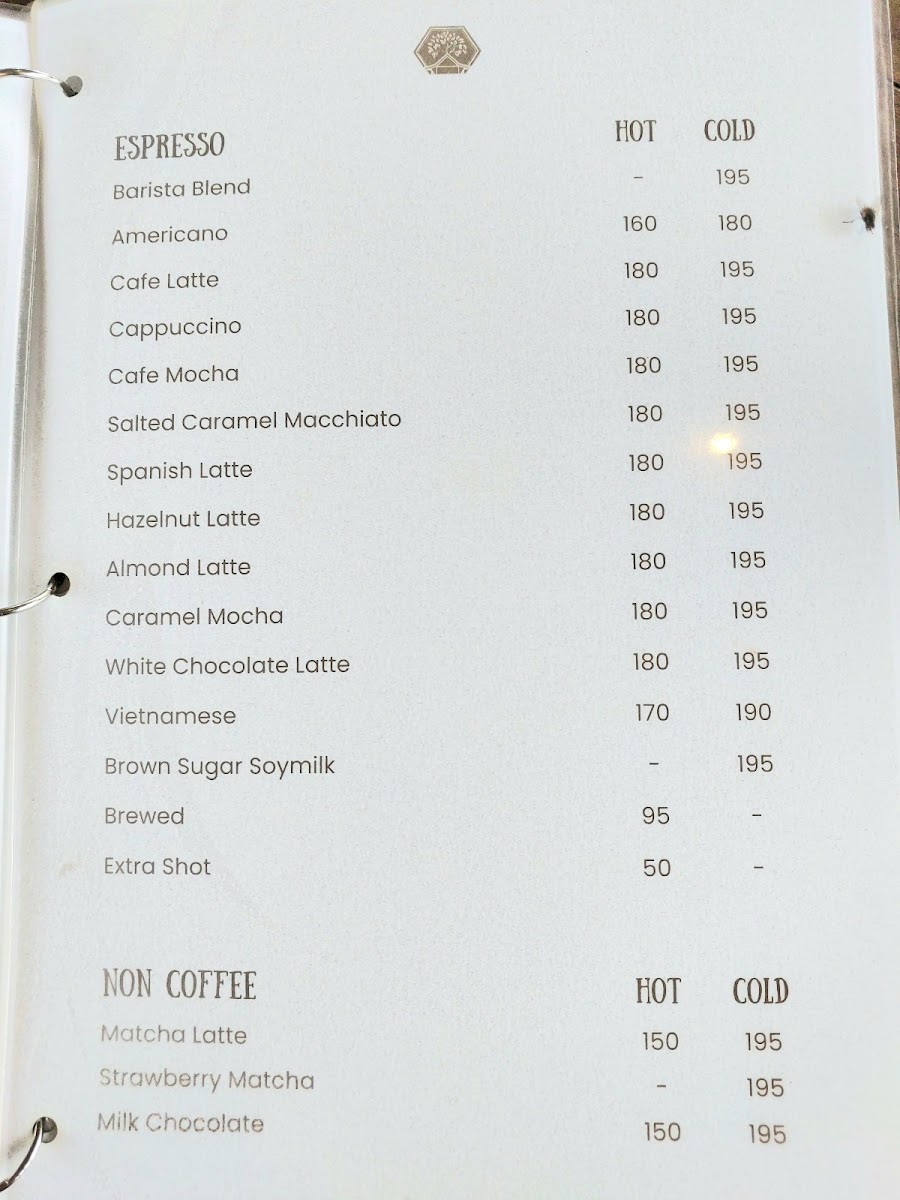 ESPRESSO HOT COLD
Barista Blend - 195
Americano 160 180
Cafe Latte 180 195
Cappuccino 180 195
Cafe Mocha 180 195
Salted Caramel Macchiato 180 195
Spanish Latte 180 195
Hazelnut Latte 180 195
Almond Latte 180 195
Caramel Mocha 180 195
White Chocolate Latte 180 195
Vietnamese 170 190
Brown Sugar Soymilk - 195
Brewed 95 -
Extra Shot 50 -
NON COFFEE HOT COLD
Matcha Latte 150 195
Strawberry Matcha - 195
Milk Chocolate 150 195